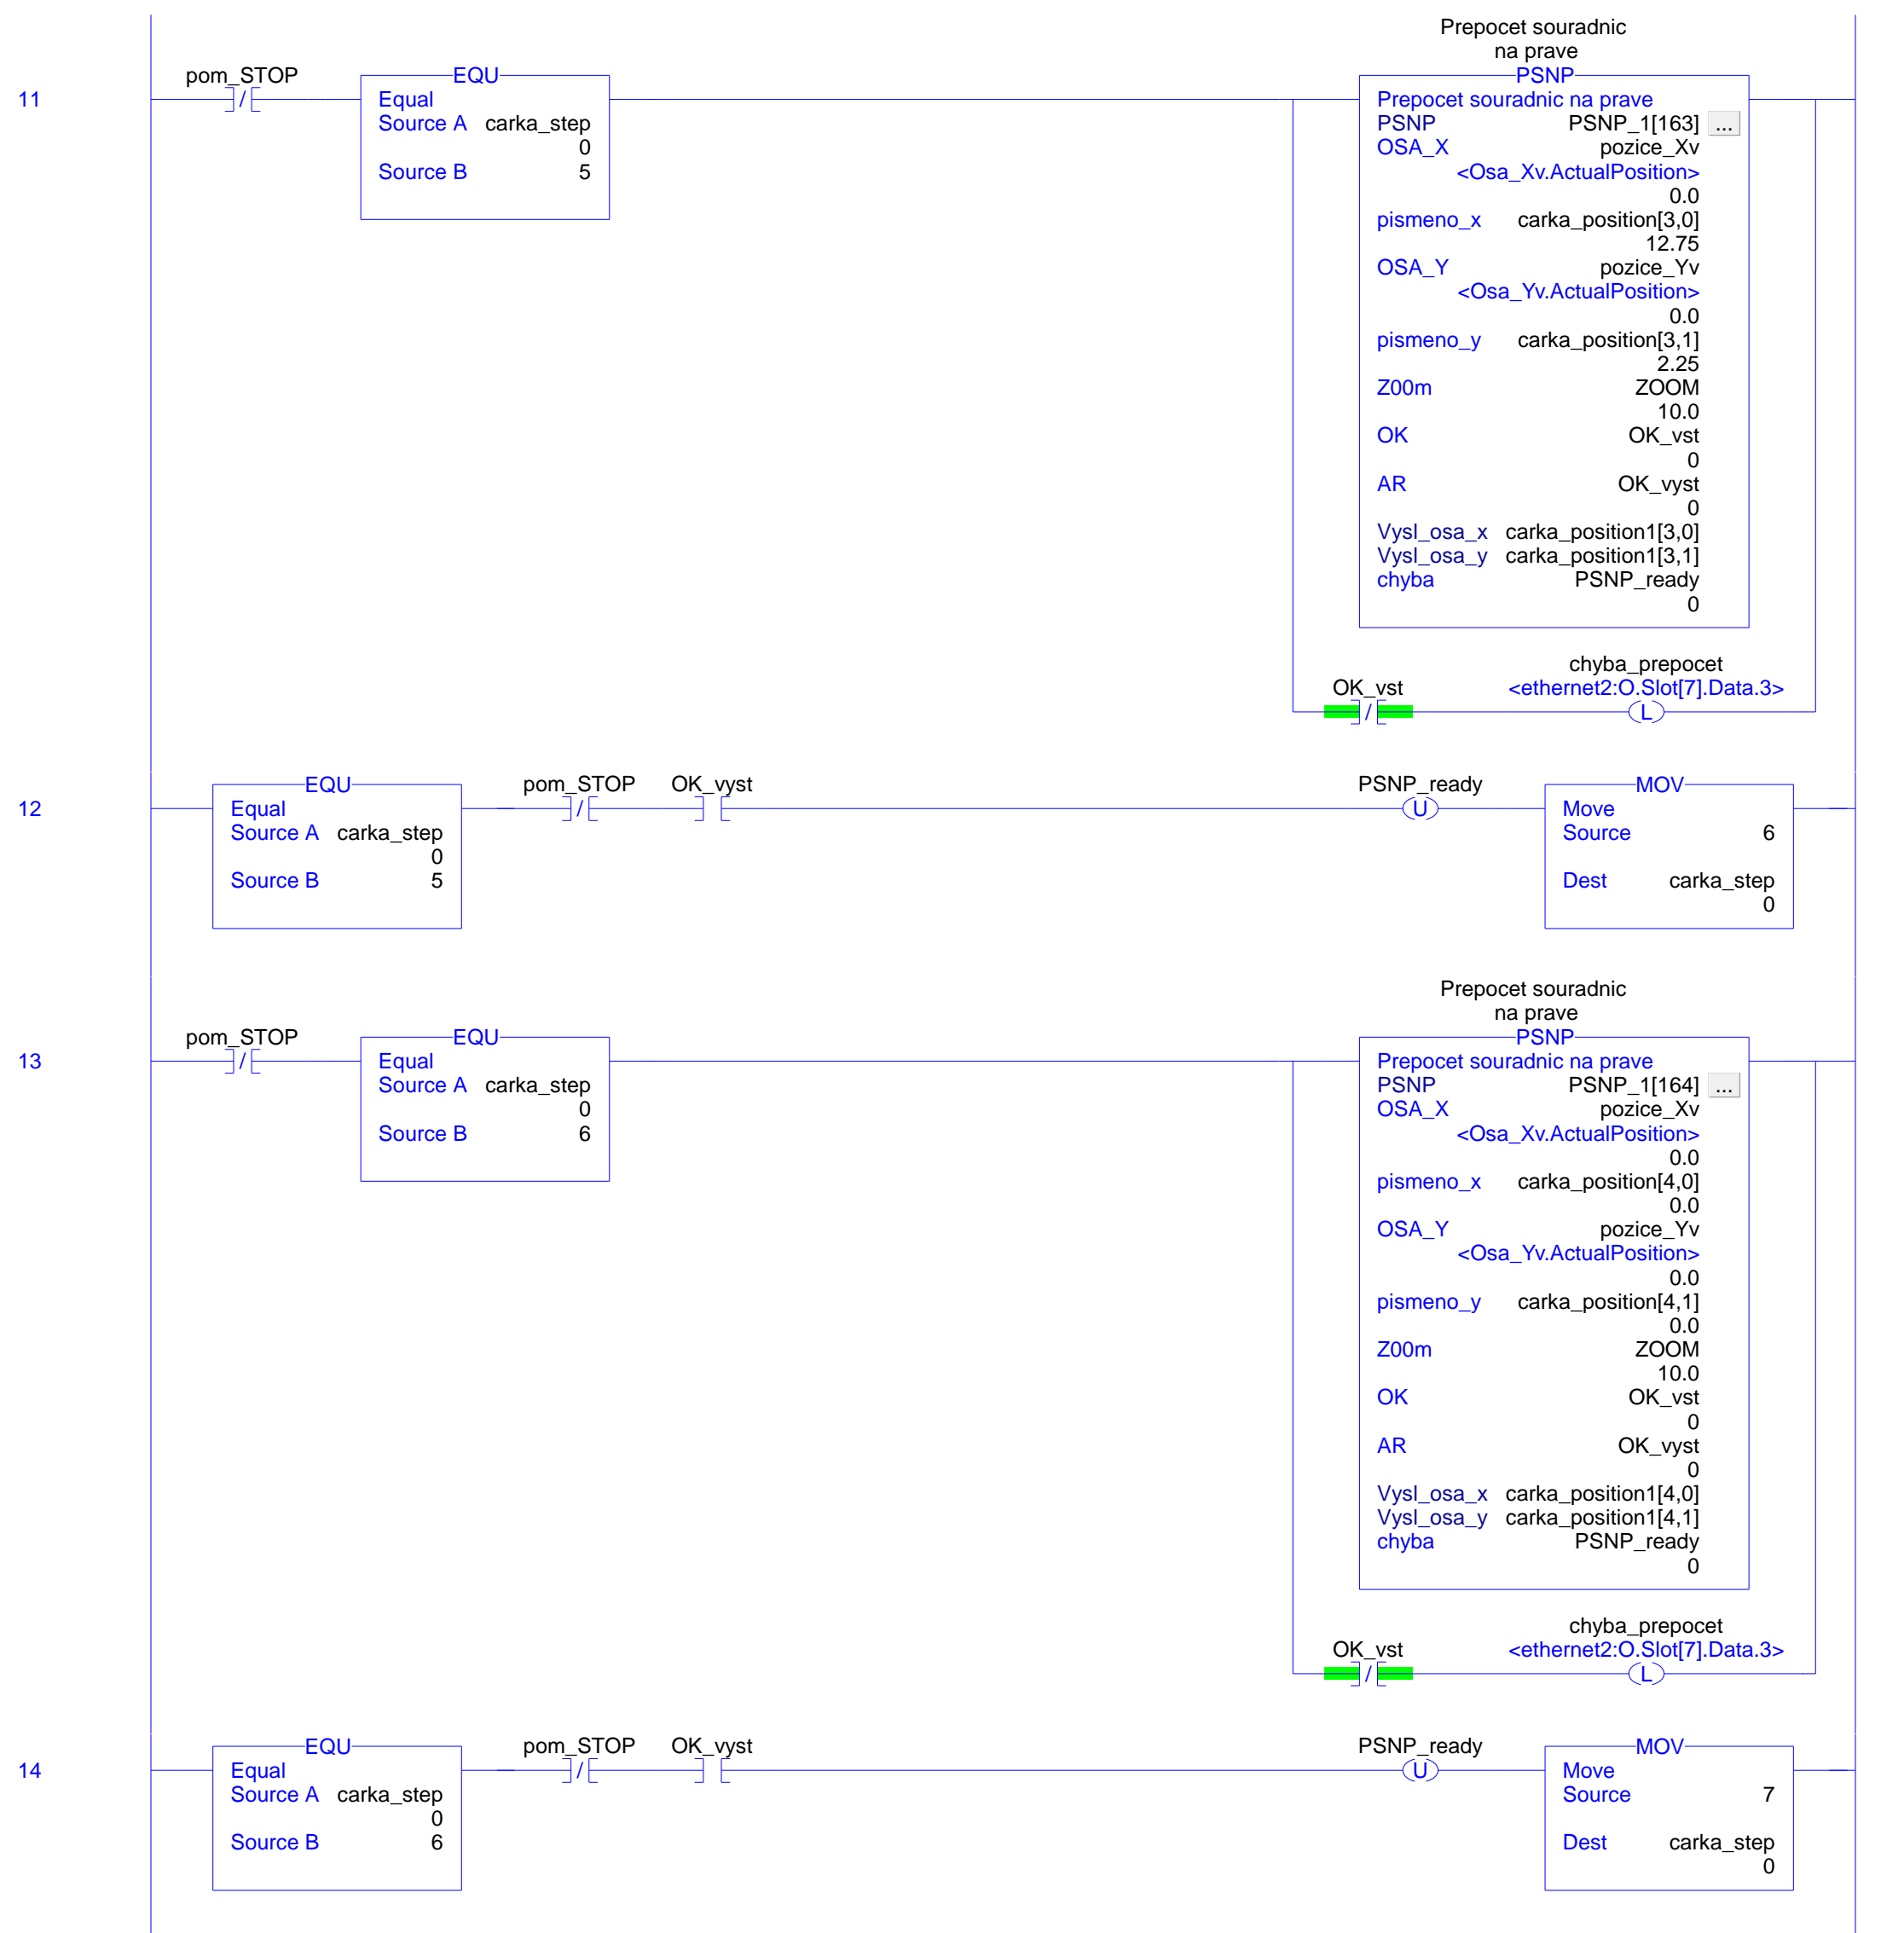 Prepocet souradnic
na prave
11
pom_STOP
EQU
Equal
Source A carka_step
0
Source B 5
PSNP
Prepocet souradnic na prave
PSNP PSNP_1[163] ...
OSA_X pozice_Xv
<Osa_Xv.ActualPosition>
0.0
pismeno_x carka_position[3,0]
12.75
OSA_Y pozice_Yv
<Osa_Yv.ActualPosition>
0.0
pismeno_y carka_position[3,1]
2.25
Z00m ZOOM
10.0
OK OK_vst
0
AR OK_vyst
0
Vysl_osa_x carka_position1[3,0]
Vysl_osa_y carka_position1[3,1]
chyba PSNP_ready
0
chyba_prepocet
OK_vst <ethernet2:O.Slot[7].Data.3>
/ L
12
EQU
Equal
Source A carka_step
0
Source B 5
pom_STOP OK_vyst PSNP_ready
/ U
MOV
Move
Source 6
Dest carka_step
0
Prepocet souradnic
na prave
13
pom_STOP
/
EQU
Equal
Source A carka_step
0
Source B 6
PSNP
Prepocet souradnic na prave
PSNP PSNP_1[164] ...
OSA_X pozice_Xv
<Osa_Xv.ActualPosition>
0.0
pismeno_x carka_position[4,0]
0.0
OSA_Y pozice_Yv
<Osa_Yv.ActualPosition>
0.0
pismeno_y carka_position[4,1]
0.0
Z00m ZOOM
10.0
OK OK_vst
0
AR OK_vyst
0
Vysl_osa_x carka_position1[4,0]
Vysl_osa_y carka_position1[4,1]
chyba PSNP_ready
0
chyba_prepocet
OK_vst <ethernet2:O.Slot[7].Data.3>
/ L
14
EQU
Equal
Source A carka_step
0
Source B 6
pom_STOP OK_vyst PSNP_ready
/ U
MOV
Move
Source 7
Dest carka_step
0